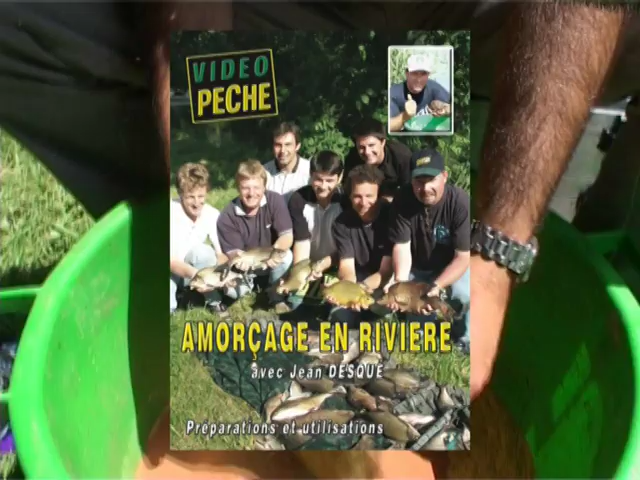 VIDEO
PECHE
AMORÇAGE EN RIVIERE
avec Jean DESQUE
Préparations et utilisations